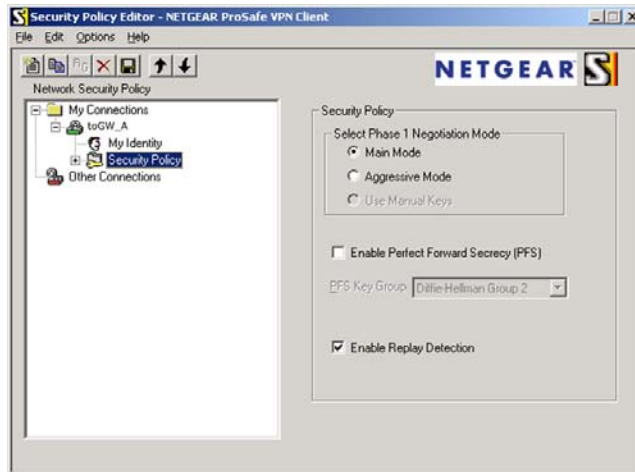 Security Policy Editor - NETGEAR ProSafe VPN Client
File Edit Options Help
NETGEAR
Network Security Policy
My Connections
toGW_A
My Identity
Security Policy
Other Connections
Security Policy
Select Phase 1 Negotiation Mode
Main Mode
Aggressive Mode
Use Manual Keys
Enable Perfect Forward Secrecy (PFS)
PFS Key Group Diffie-Hellman Group 2
Enable Replay Detection